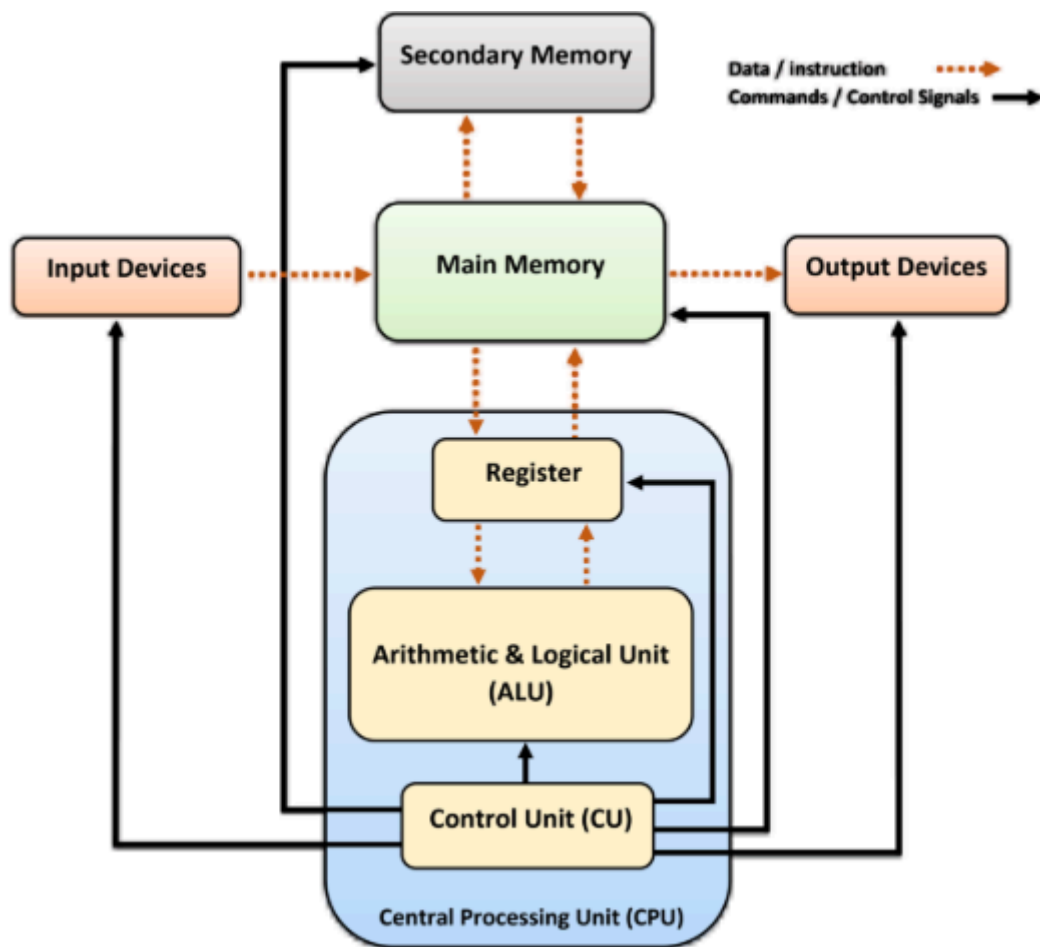 Secondary Memory
Data / instruction
Commands / Control Signals
Input Devices
Main Memory
Output Devices
Register
Arithmetic & Logical Unit
(ALU)
Control Unit (CU)
Central Processing Unit (CPU)